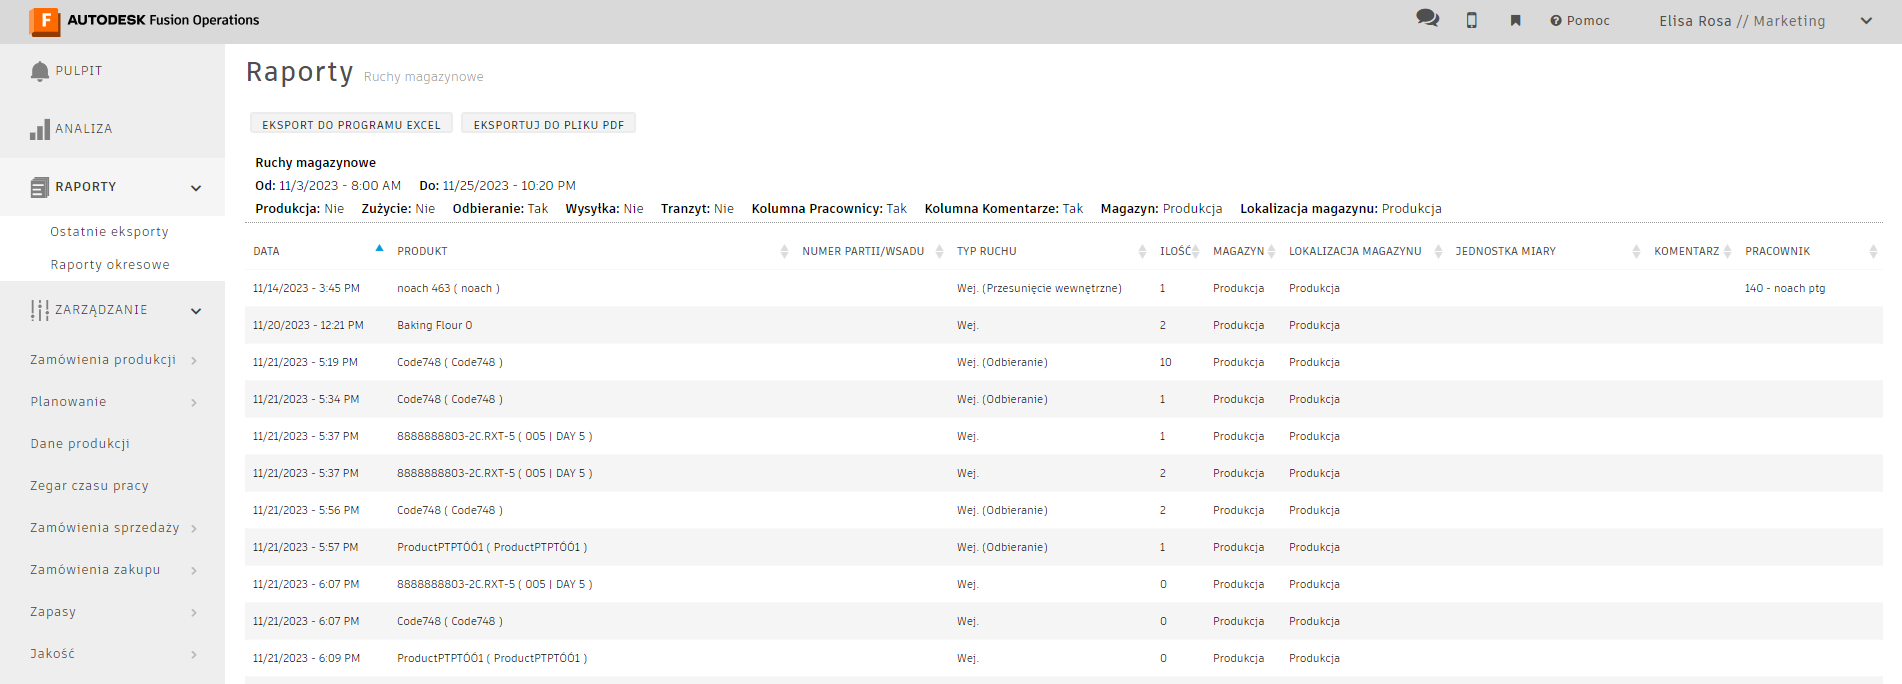 F AUTODESK Fusion Operations
Pomoc
Elisa Rosa // Marketing
PULPIT
ANALIZA
RAPORTY
Ostatnie eksporty
Raporty okresowe
ZARZĄDZANIE
Zamówienia produkcji
Planowanie
Dane produkcji
Zegar czasu pracy
Zamówienia sprzedaży
Zamówienia zakupu
Zapasy
Jakość
Raporty Ruchy magazynowe
EKSPORT DO PROGRAMU EXCEL EKSPORTUJ DO PLIKU PDF
Ruchy magazynowe
Od: 11/3/2023 - 8:00 AM Do: 11/25/2023 - 10:20 PM
Produkcja: Nie Zużycie: Nie Odbieranie: Tak Wysyłka: Nie Tranzyt: Nie Kolumna Pracownicy: Tak Kolumna Komentarze: Tak Magazyn: Produkcja Lokalizacja magazynu: Produkcja
DATA PRODUKT NUMER PARTII/WSADU TYP RUCHU ILOŚĆ MAGAZYN LOKALIZACJA MAGAZYNU JEDNOSTKA MIARY KOMENTARZ PRACOWNIK
11/14/2023 - 3:45 PM noach 463 ( noach ) Wej. (Przesunięcie wewnętrzne) 1 Produkcja Produkcja 140 - noach ptg
11/20/2023 - 12:21 PM Baking Flour 0 Wej. 2 Produkcja Produkcja
11/21/2023 - 5:19 PM Code748 ( Code748 ) Wej. (Odbieranie) 10 Produkcja Produkcja
11/21/2023 - 5:34 PM Code748 ( Code748 ) Wej. (Odbieranie) 1 Produkcja Produkcja
11/21/2023 - 5:37 PM 8888888803-2C.RXT-5 ( 005 | DAY 5 ) Wej. 1 Produkcja Produkcja
11/21/2023 - 5:37 PM 8888888803-2C.RXT-5 ( 005 | DAY 5 ) Wej. 2 Produkcja Produkcja
11/21/2023 - 5:56 PM Code748 ( Code748 ) Wej. (Odbieranie) 2 Produkcja Produkcja
11/21/2023 - 5:57 PM ProductPTPTÓÓ1 ( ProductPTPTÓÓ1 ) Wej. (Odbieranie) 1 Produkcja Produkcja
11/21/2023 - 6:07 PM 8888888803-2C.RXT-5 ( 005 | DAY 5 ) Wej. 0 Produkcja Produkcja
11/21/2023 - 6:07 PM Code748 ( Code748 ) Wej. 0 Produkcja Produkcja
11/21/2023 - 6:09 PM ProductPTPTÓÓ1 ( ProductPTPTÓÓ1 ) Wej. 0 Produkcja Produkcja